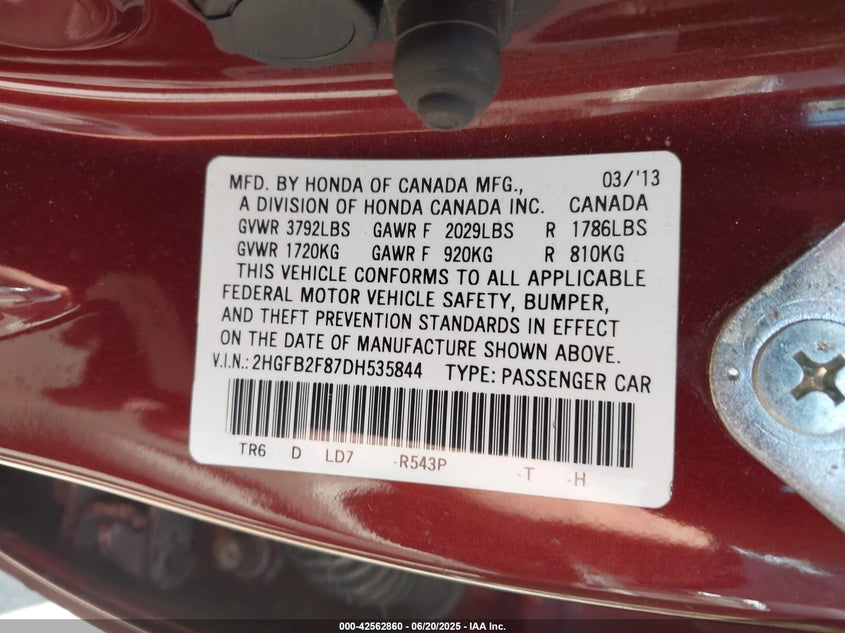 MFD. BY HONDA OF CANADA MFG., 03/'13
A DIVISION OF HONDA CANADA INC. CANADA
GVWR 3792LBS GAWR F 2029LBS R 1786LBS
GVWR 1720KG GAWR F 920KG R 810KG
THIS VEHICLE CONFORMS TO ALL APPLICABLE
FEDERAL MOTOR VEHICLE SAFETY, BUMPER,
AND THEFT PREVENTION STANDARDS IN EFFECT
ON THE DATE OF MANUFACTURE SHOWN ABOVE.
V.I.N.: 2HGFB2F87DH535844 TYPE: PASSENGER CAR
TR6 D LD7 -R543P -T -H
000-42562860 - 06/20/2025 - IAA Inc.